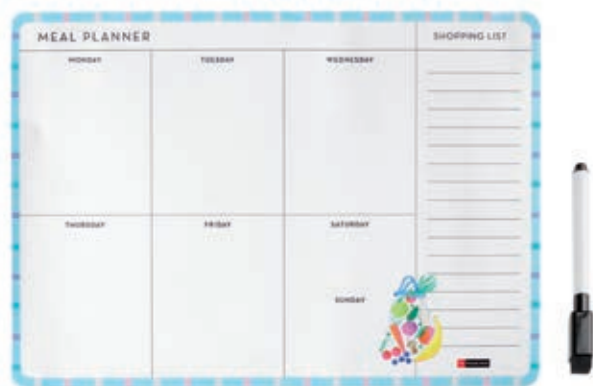 MEAL PLANNER
SHOPPING LIST
MONDAY
TUESDAY
WEDNESDAY
THURSDAY
FRIDAY
SATURDAY
SUNDAY